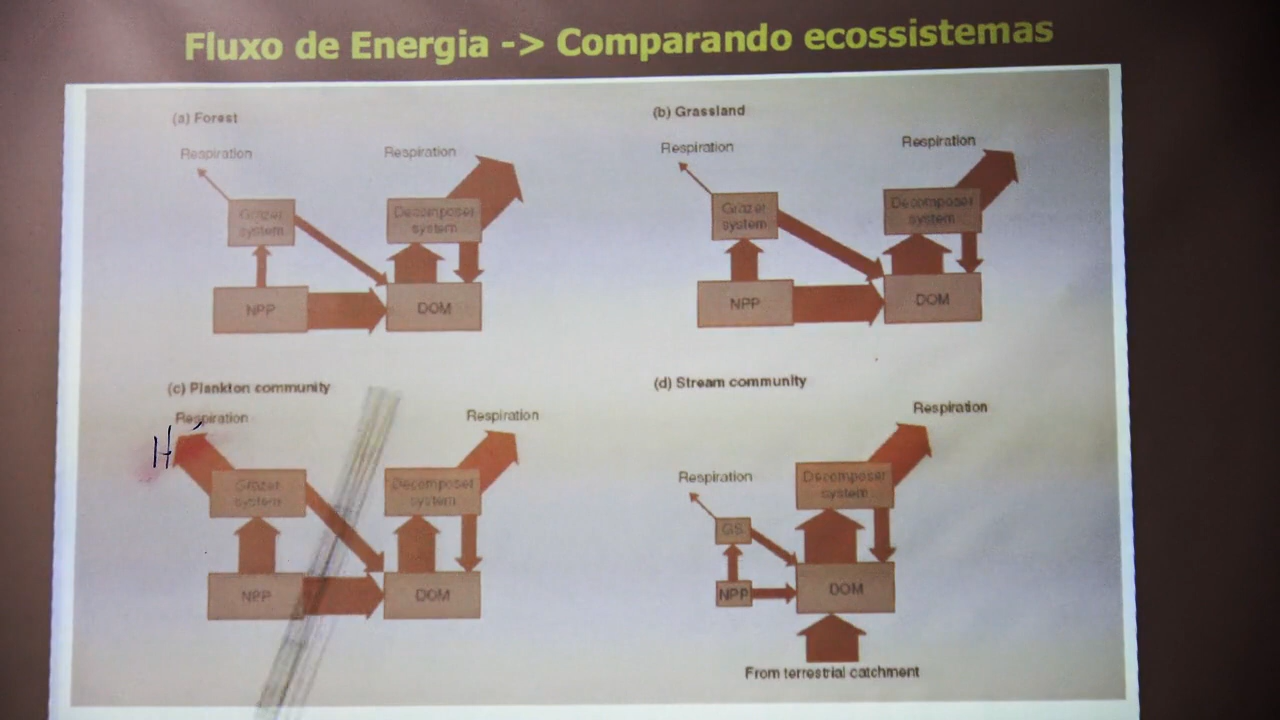 Fluxo de Energia -> Comparando ecossistemas
(a) Forest
Respiration
Respiration
Grazer
system
Decomposer
system
NPP
DOM
(b) Grassland
Respiration
Respiration
Grazer
system
Decomposer
system
NPP
DOM
(c) Plankton community
Respiration
Respiration
Grazer
system
Decomposer
system
NPP
DOM
(d) Stream community
Respiration
Respiration
Decomposer
system
GS
NPP
DOM
From terrestrial catchment